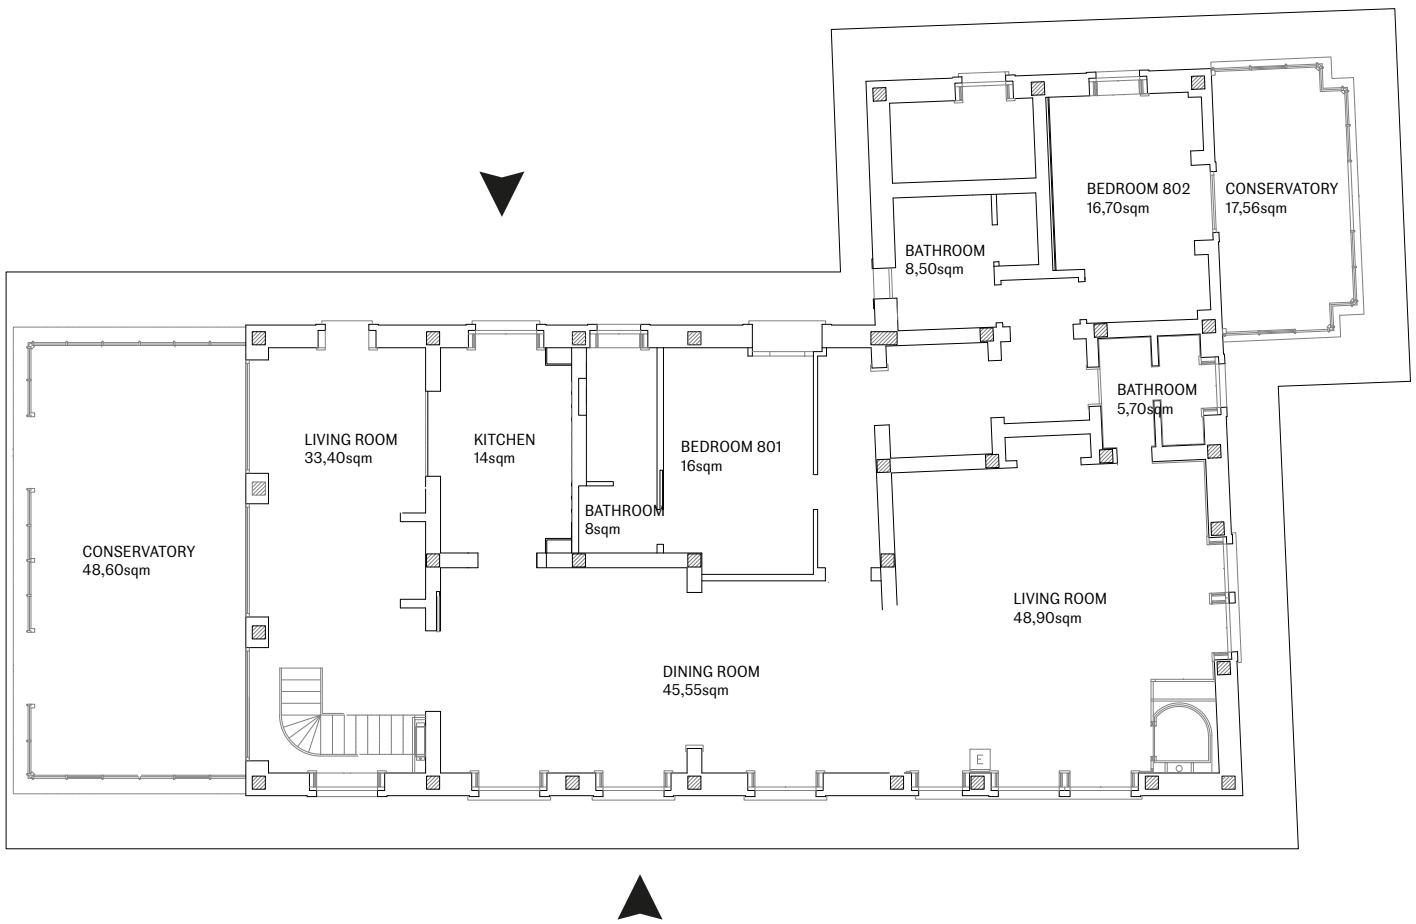 BEDROOM 802
16,70sqm
CONSERVATORY
17,56sqm
BATHROOM
8,50sqm
BATHROOM
5,70sqm
LIVING ROOM
33,40sqm
KITCHEN
14sqm
BEDROOM 801
16sqm
BATHROOM
8sqm
CONSERVATORY
48,60sqm
LIVING ROOM
48,90sqm
DINING ROOM
45,55sqm
E